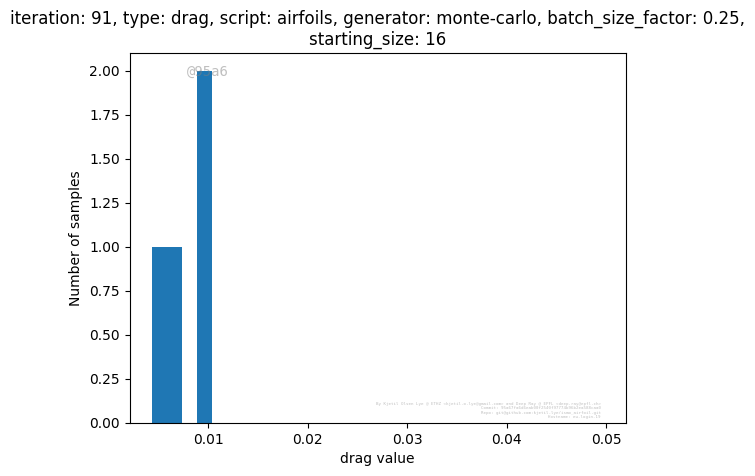 iteration: 91, type: drag, script: airfoils, generator: monte-carlo, batch_size_factor: 0.25,
starting_size: 16
@95a6
2.00
1.75
1.50
1.25
1.00
0.75
0.50
0.25
0.00
Number of samples
0.01
0.02
0.03
0.04
0.05
drag value